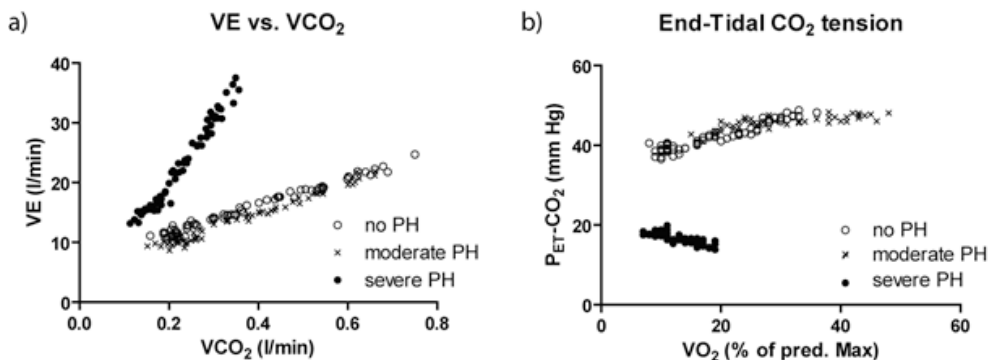 a)
VE vs. VCO₂
VE (l/min)
40
30
20
10
0
0.0 0.2 0.4 0.6 0.8
VCO₂ (l/min)
no PH
moderate PH
severe PH
b)
End-Tidal CO₂ tension
P_ET-CO₂ (mm Hg)
60
40
20
0
0 20 40 60
VO₂ (% of pred. Max)
no PH
moderate PH
severe PH